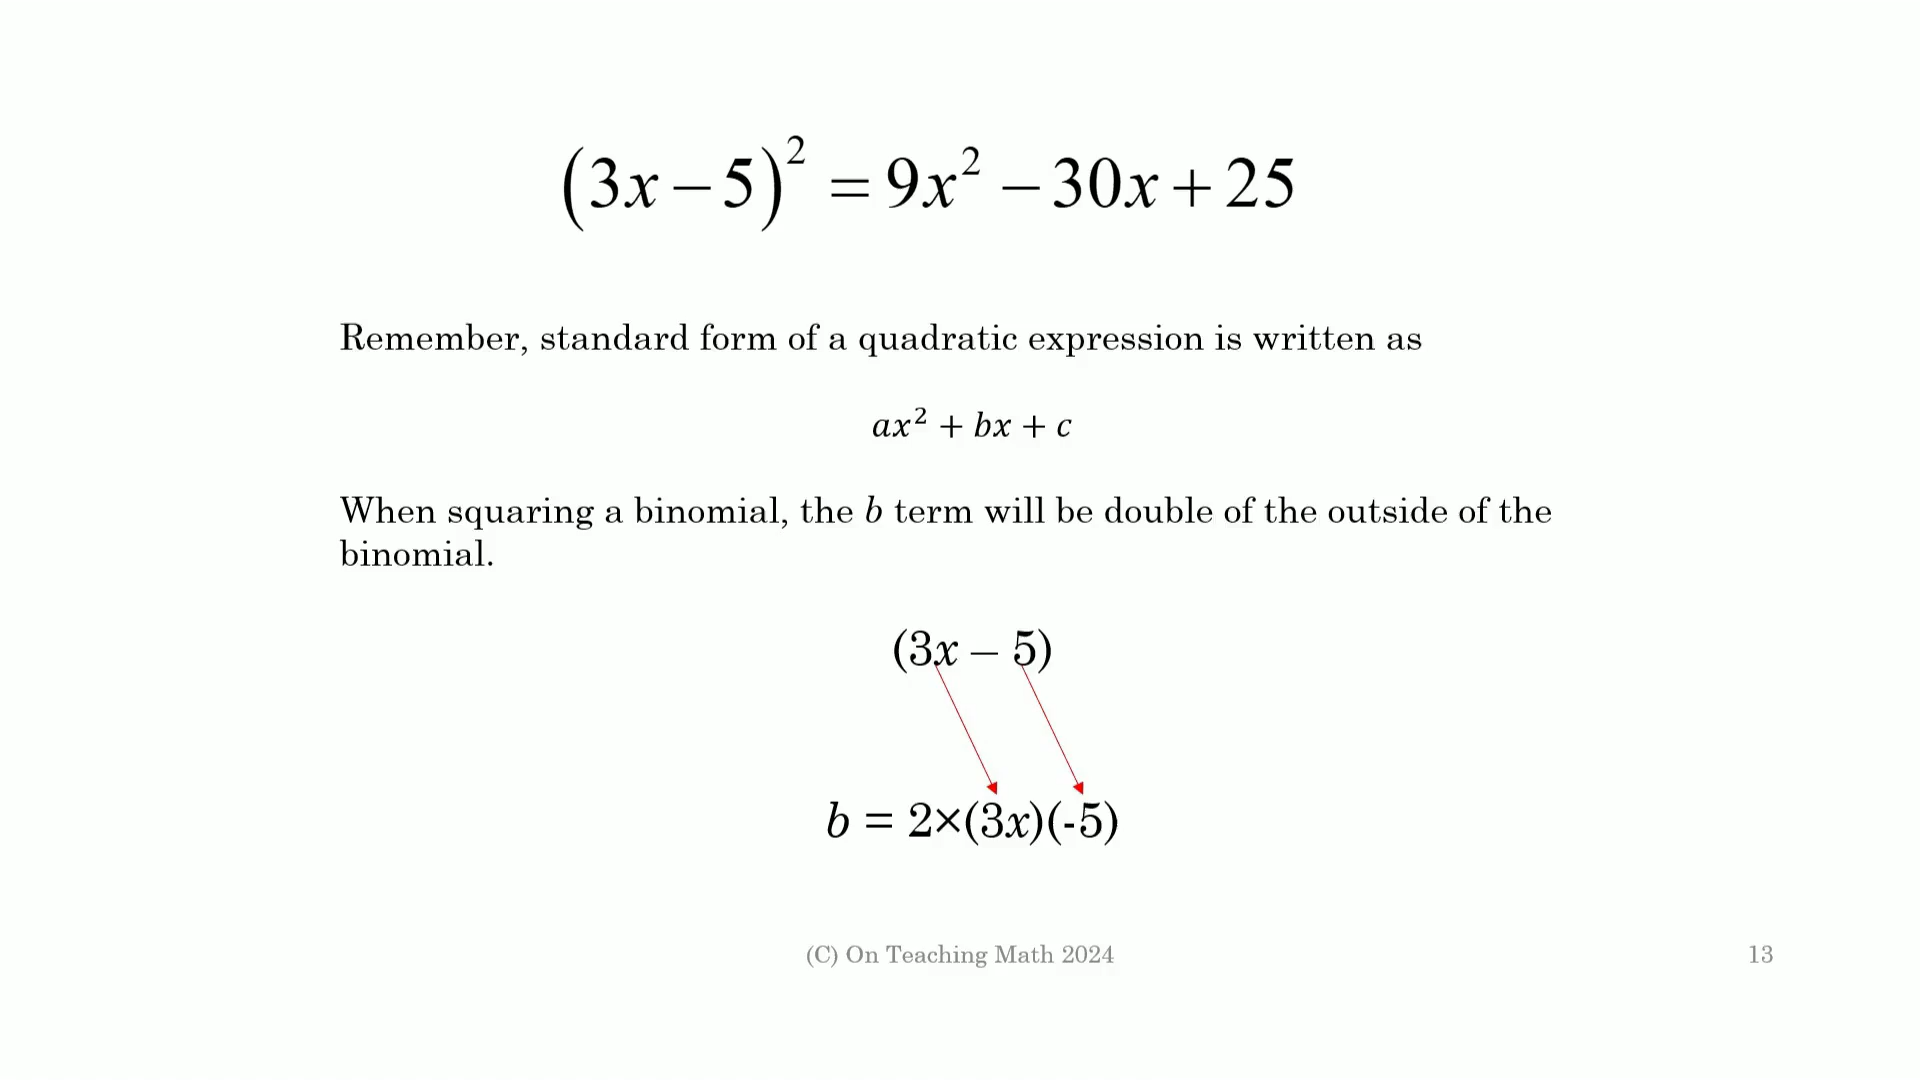 (3x − 5)² = 9x² − 30x + 25
Remember, standard form of a quadratic expression is written as
ax² + bx + c
When squaring a binomial, the b term will be double of the outside of the
binomial.
(3x – 5)
b = 2×(3x)(-5)
(C) On Teaching Math 2024
13